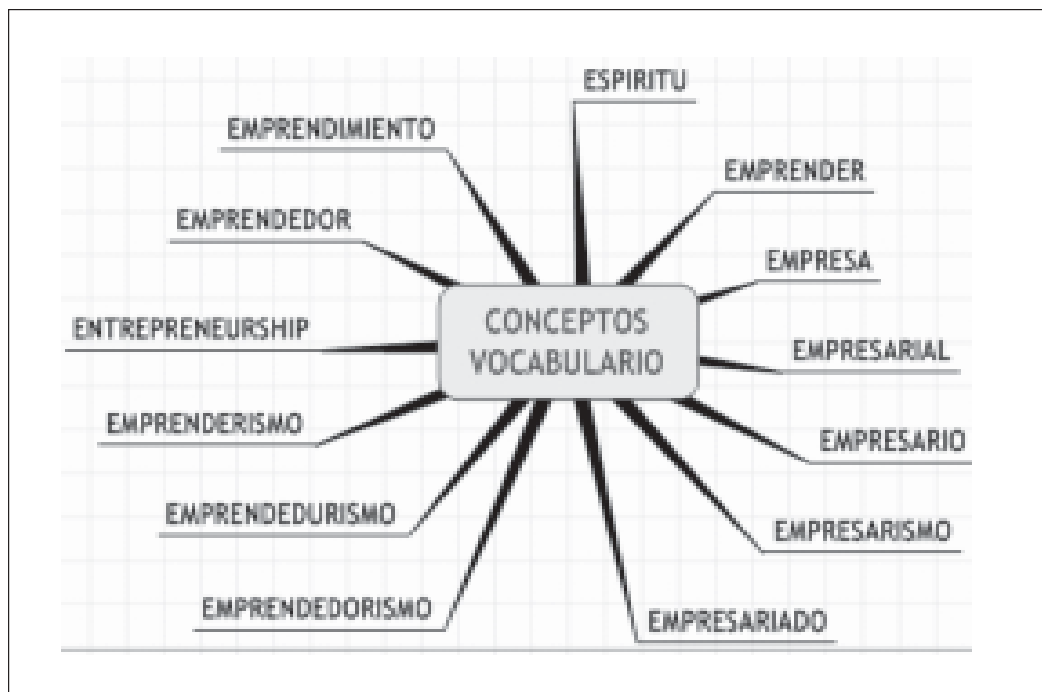 ESPIRITU
EMPRENDIMIENTO
EMPRENDER
EMPRENDEDOR
EMPRESA
CONCEPTOS
VOCABULARIO
ENTREPRENEURSHIP
EMPRESARIAL
EMPRENDERISMO
EMPRESARIO
EMPRENDEDURISMO
EMPRESARISMO
EMPRENDEDORISMO
EMPRESARIADO